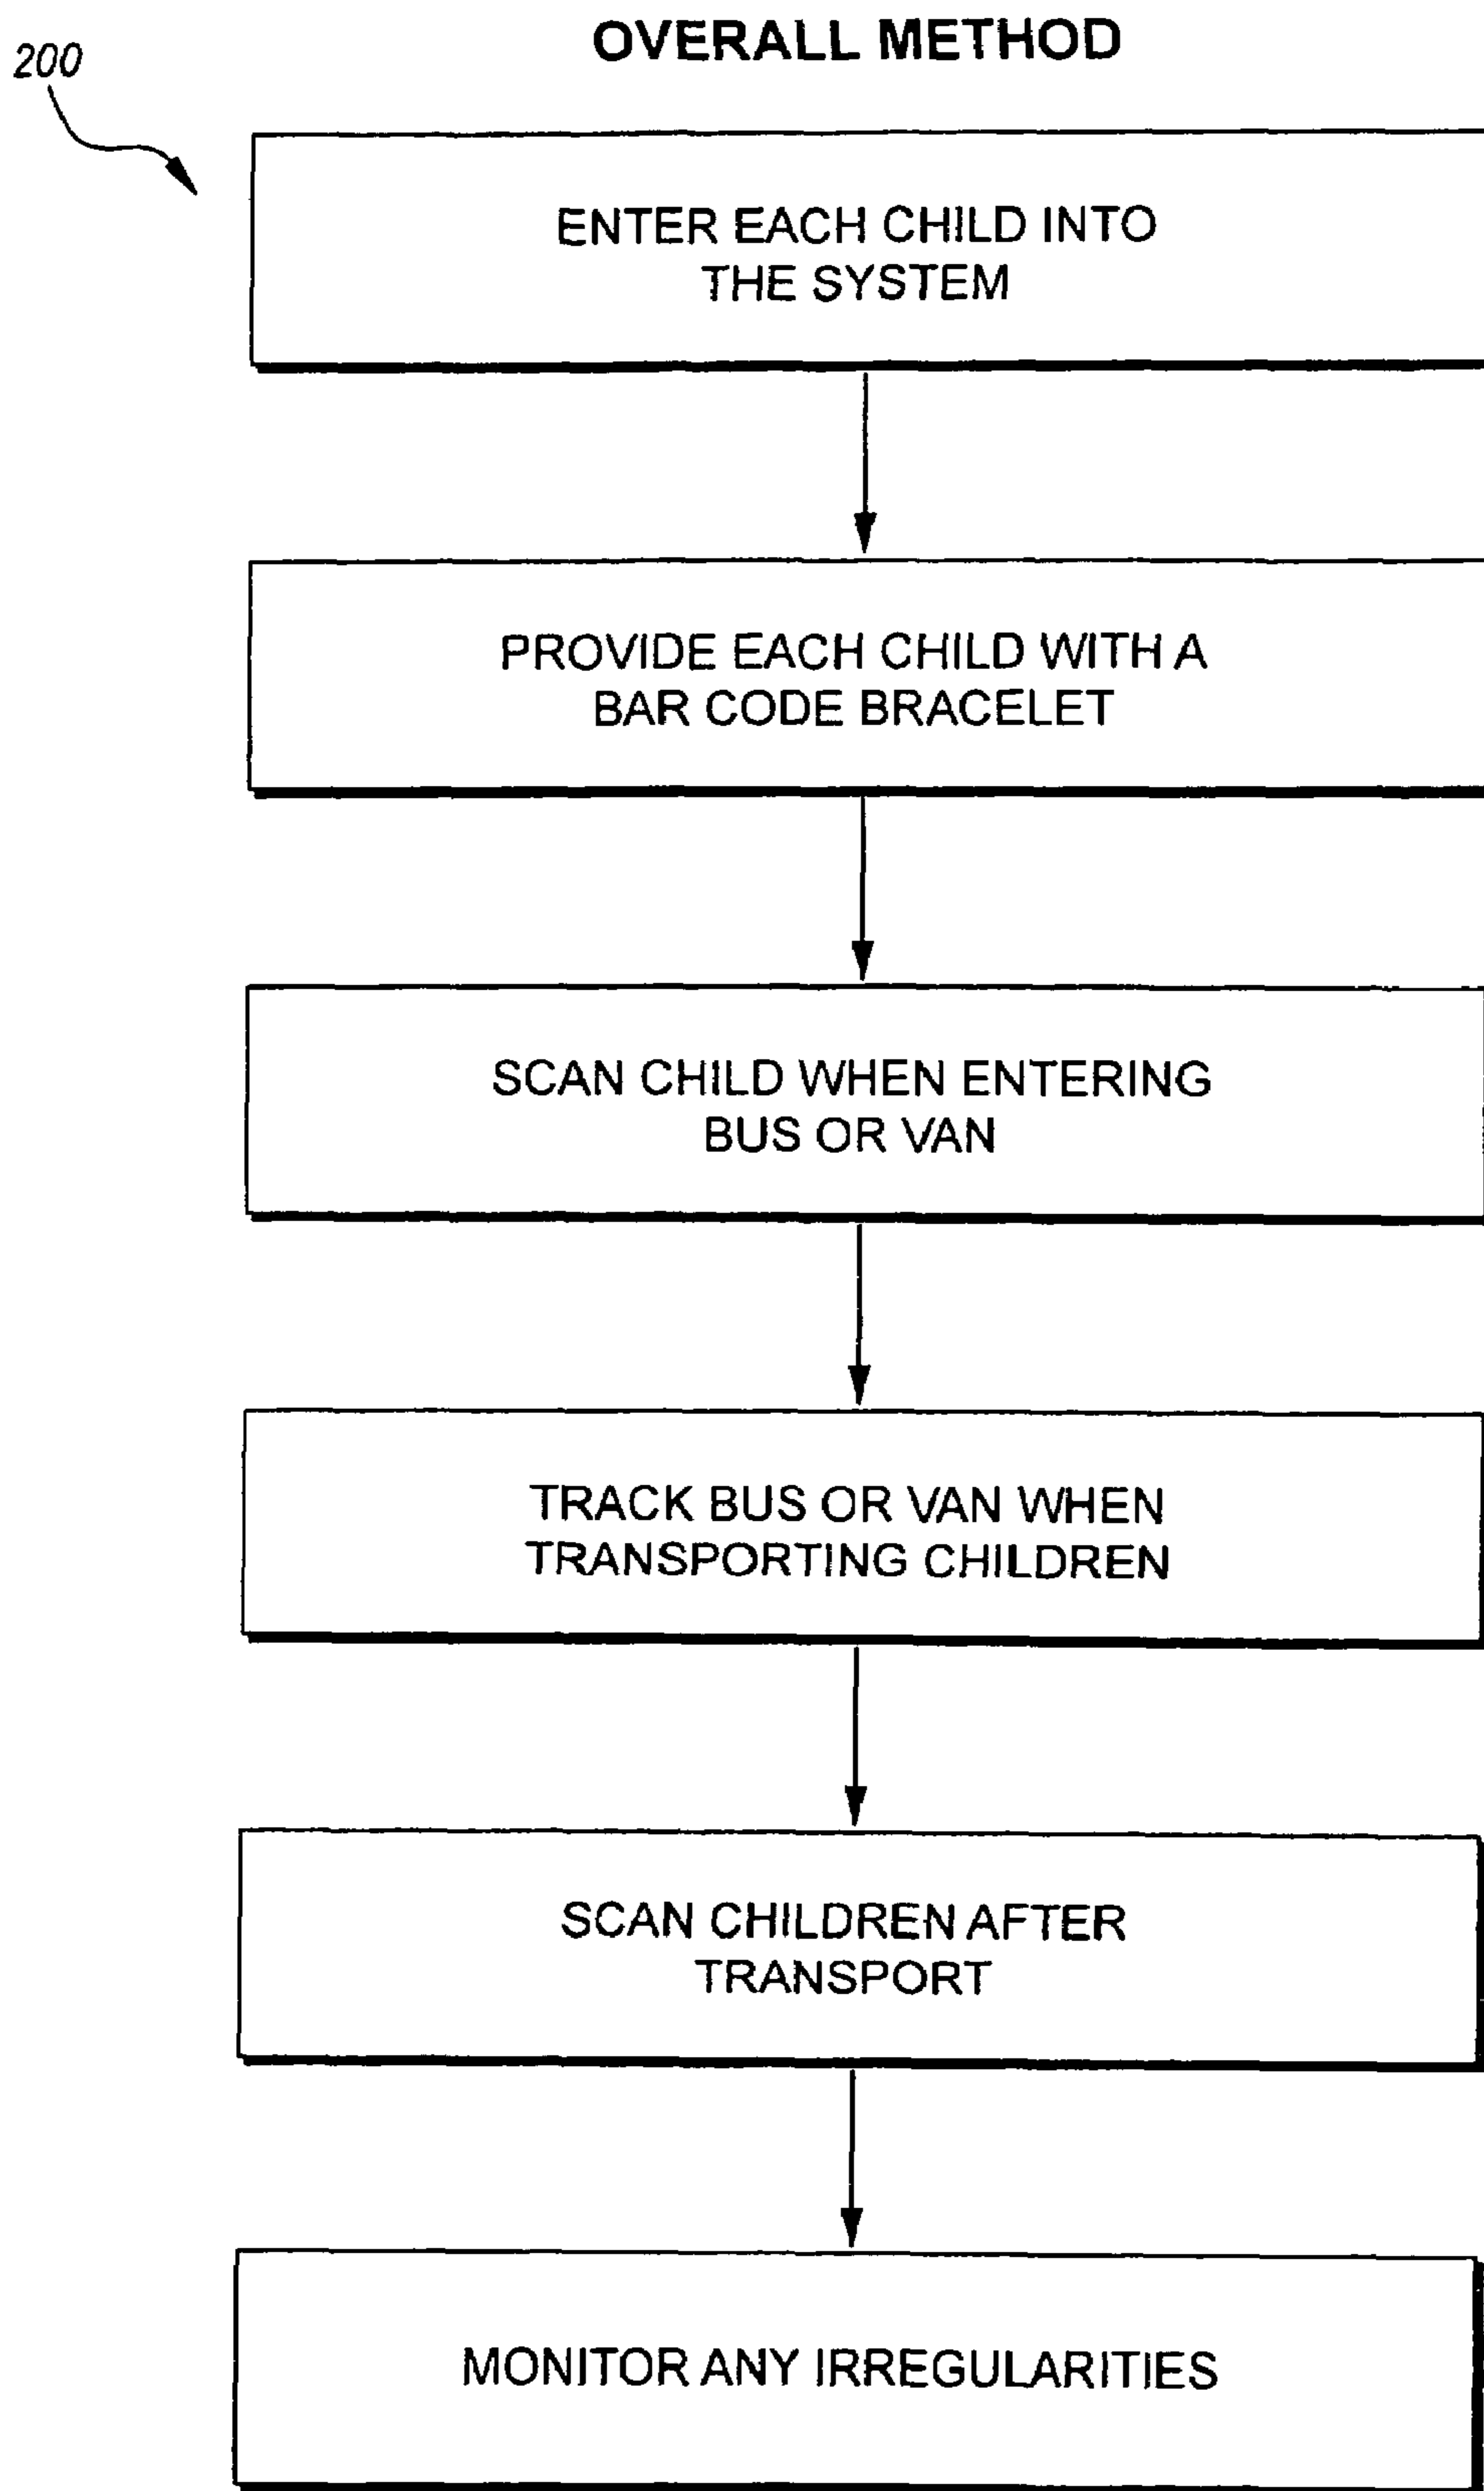 OVERALL METHOD
200
ENTER EACH CHILD INTO
THE SYSTEM
PROVIDE EACH CHILD WITH A
BAR CODE BRACELET
SCAN CHILD WHEN ENTERING
BUS OR VAN
TRACK BUS OR VAN WHEN
TRANSPORTING CHILDREN
SCAN CHILDREN AFTER
TRANSPORT
MONITOR ANY IRREGULARITIES